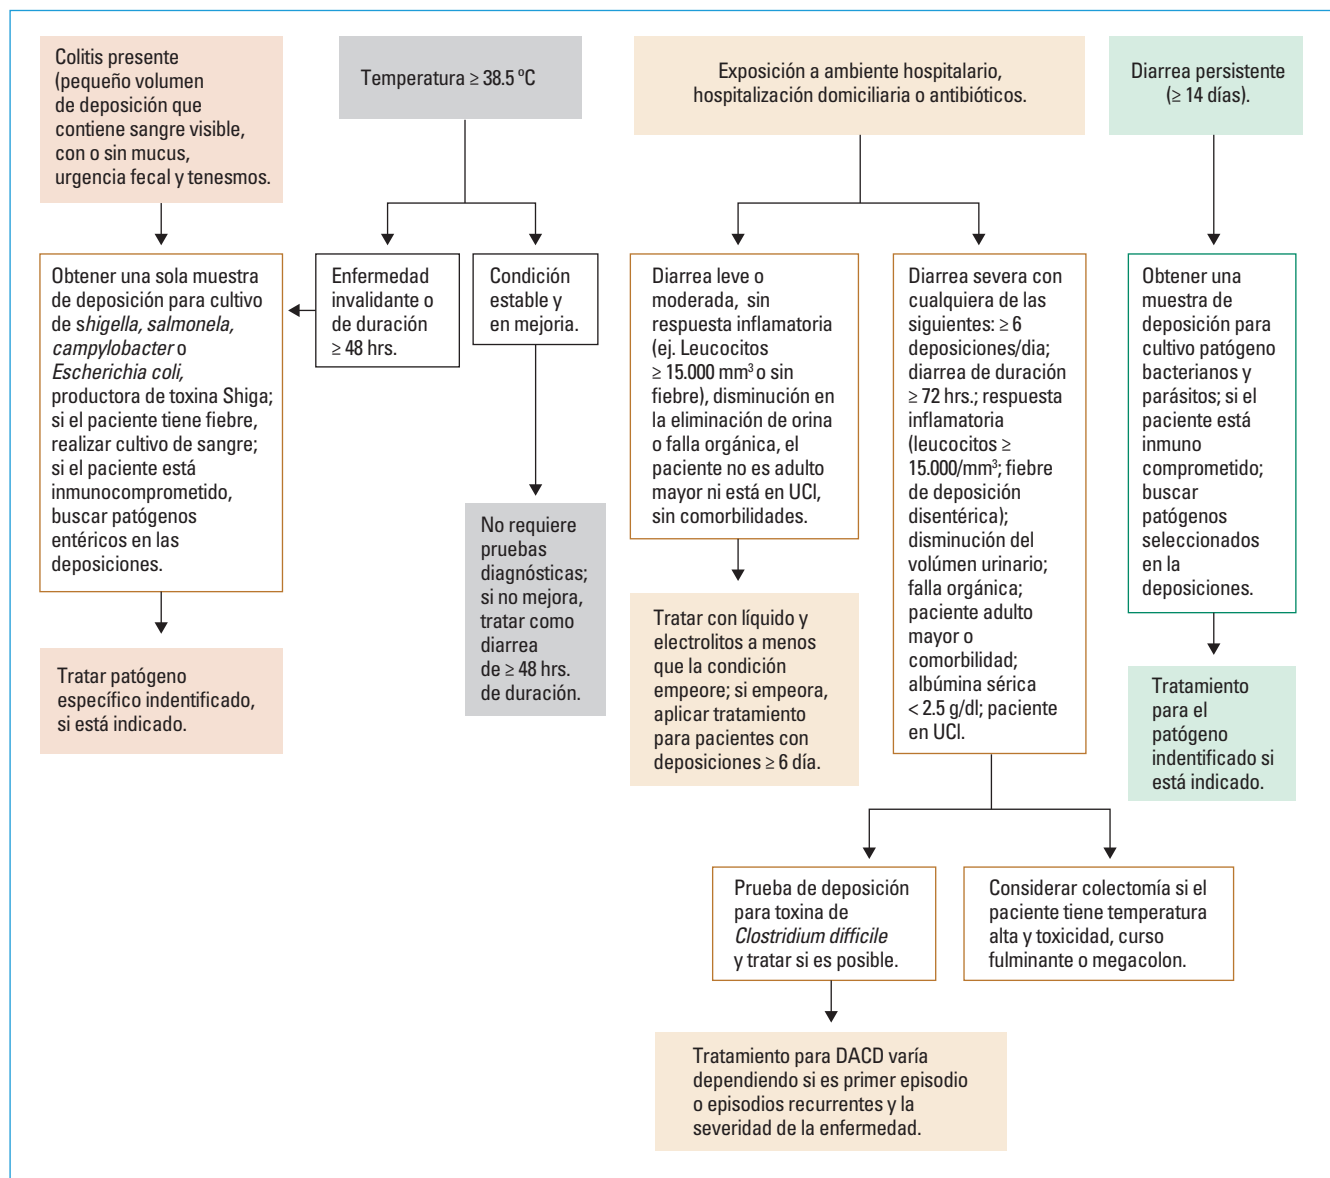 Colitis presente
(pequeño volumen
de deposición que
contiene sangre visible,
con o sin mucus,
urgencia fecal y tenesmos.
Temperatura ≥ 38.5 ºC
Exposición a ambiente hospitalario,
hospitalización domiciliaria o antibióticos.
Diarrea persistente
(≥ 14 días).
Obtener una sola muestra
de deposición para cultivo
de shigella, salmonela,
campylobacter o
Escherichia coli,
productora de toxina Shiga;
si el paciente tiene fiebre,
realizar cultivo de sangre;
si el paciente está
inmunocomprometido,
buscar patógenos
entéricos en las
deposiciones.
Enfermedad
invalidante o
de duración
≥ 48 hrs.
Condición
estable y
en mejoria.
Diarrea leve o
moderada, sin
respuesta inflamatoria
(ej. Leucocitos
≥ 15.000 mm³ o sin
fiebre), disminución en
la eliminación de orina
o falla orgánica, el
paciente no es adulto
mayor ni está en UCI,
sin comorbilidades.
Diarrea severa con
cualquiera de las
siguientes: ≥ 6
deposiciones/dia;
diarrea de duración
≥ 72 hrs.; respuesta
inflamatoria
(leucocitos ≥
15.000/mm³; fiebre
de deposición
disentérica);
disminución del
volúmen urinario;
falla orgánica;
paciente adulto
mayor o
comorbilidad;
albúmina sérica
< 2.5 g/dl; paciente
en UCI.
Obtener una
muestra de
deposición para
cultivo patógeno
bacterianos y
parásitos; si el
paciente está
inmuno
comprometido;
buscar
patógenos
seleccionados
en la
deposiciones.
No requiere
pruebas
diagnósticas;
si no mejora,
tratar como
diarrea
de ≥ 48 hrs.
de duración.
Tratar con líquido y
electrolitos a menos
que la condición
empeore; si empeora,
aplicar tratamiento
para pacientes con
deposiciones ≥ 6 día.
Tratar patógeno
específico indentificado,
si está indicado.
Tratamiento
para el
patógeno
indentificado si
está indicado.
Prueba de deposición
para toxina de
Clostridium difficile
y tratar si es posible.
Considerar colectomía si el
paciente tiene temperatura
alta y toxicidad, curso
fulminante o megacolon.
Tratamiento para DACD varía
dependiendo si es primer episodio
o episodios recurrentes y la
severidad de la enfermedad.